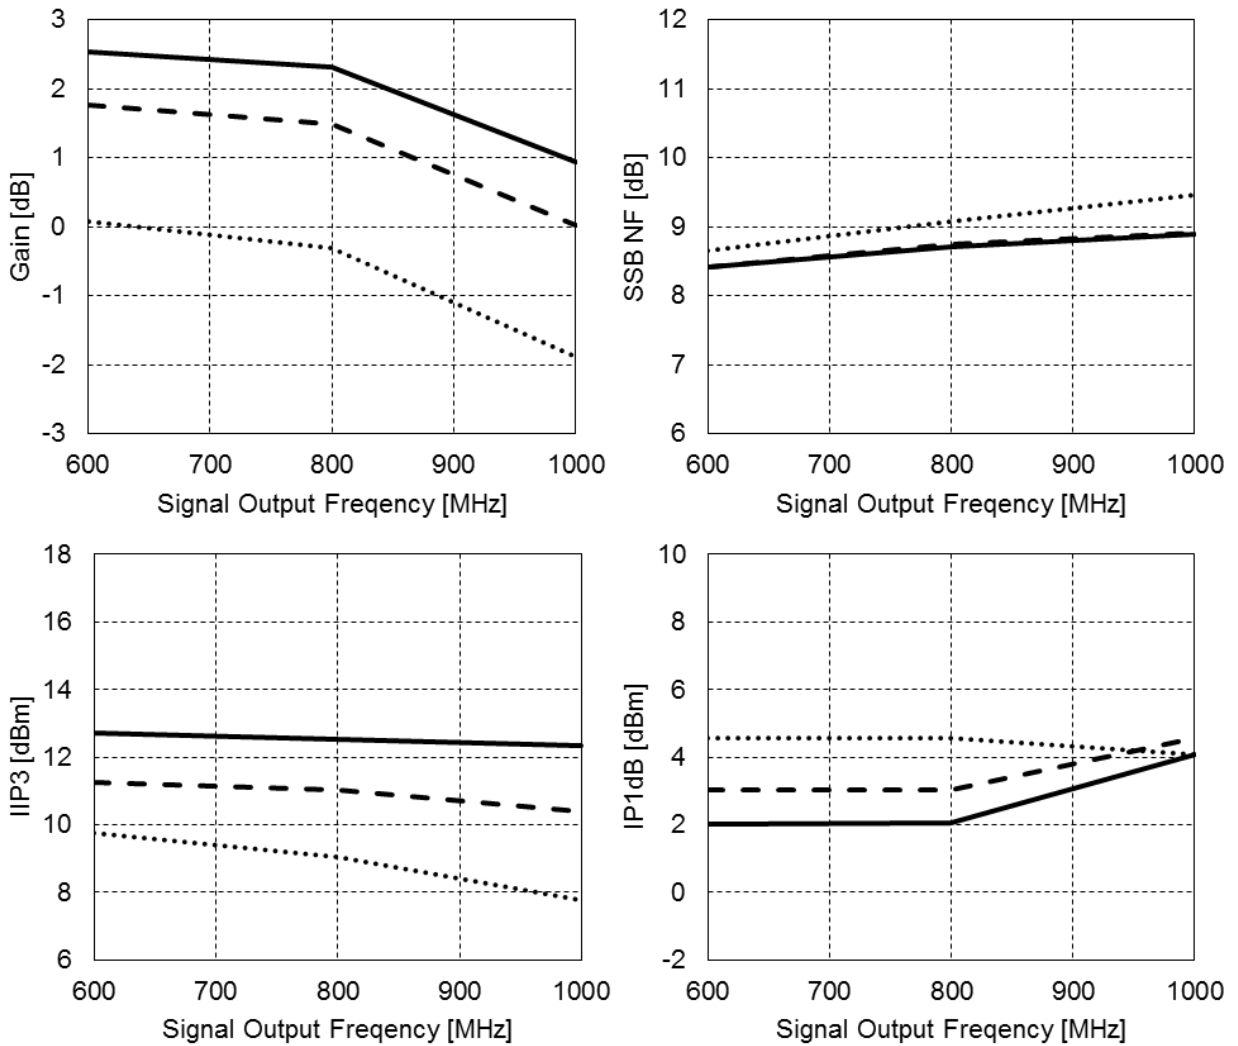 3
2
1
0
-1
-2
-3
Gain [dB]
600 700 800 900 1000
Signal Output Freqency [MHz]
12
11
10
9
8
7
6
SSB NF [dB]
600 700 800 900 1000
Signal Output Freqency [MHz]
18
16
14
12
10
8
6
IIP3 [dBm]
600 700 800 900 1000
Signal Output Freqency [MHz]
10
8
6
4
2
0
-2
IP1dB [dBm]
600 700 800 900 1000
Signal Output Freqency [MHz]